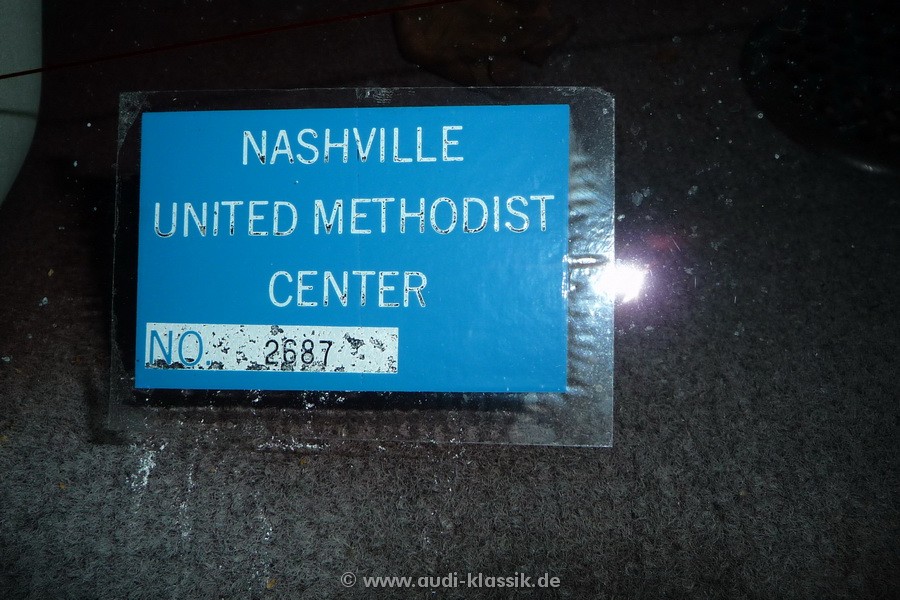 NASHVILLE
UNITED METHODIST
CENTER
NO. 2687
© www.audi-klassik.de